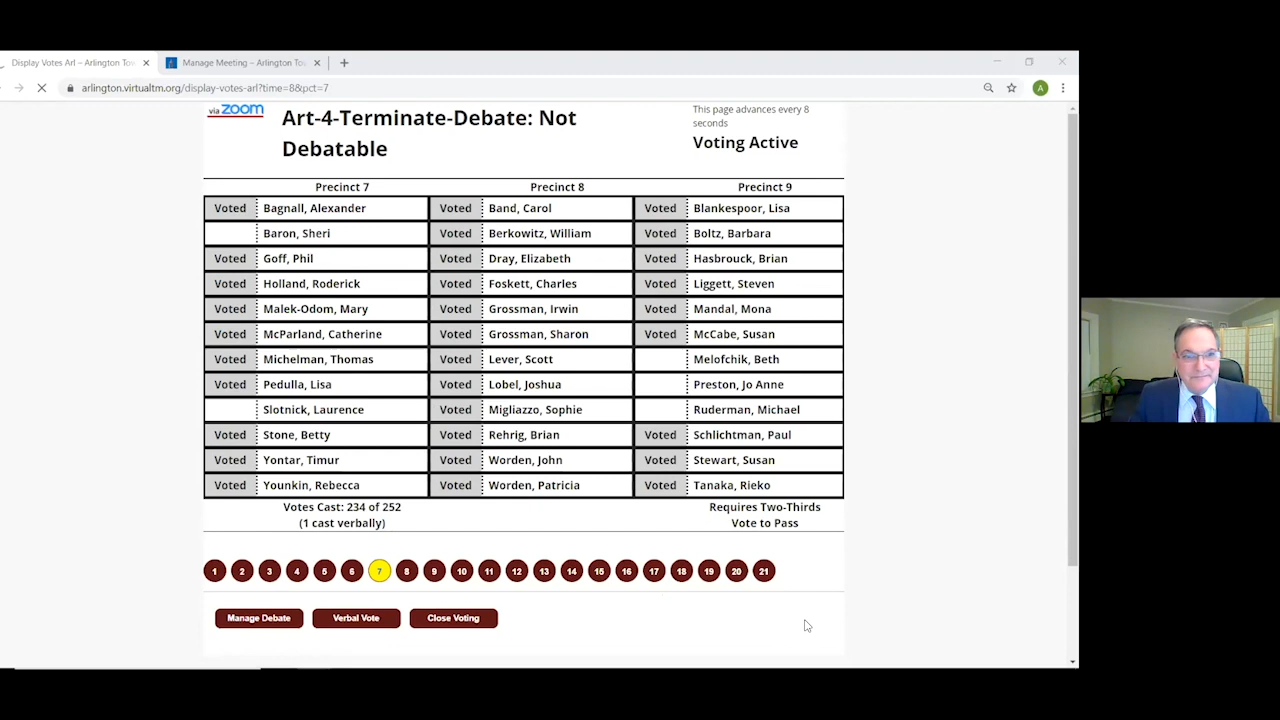 Display Votes Arl – Arlington Tow
Manage Meeting – Arlington Tow
arlington.virtualtm.org/display-votes-arl?time=8&pct=7
A
via zoom
Art-4-Terminate-Debate: Not
Debatable
This page advances every 8
seconds
Voting Active
Precinct 7 Precinct 8 Precinct 9
Voted Bagnall, Alexander Voted Band, Carol Voted Blankespoor, Lisa
Baron, Sheri Voted Berkowitz, William Voted Boltz, Barbara
Voted Goff, Phil Voted Dray, Elizabeth Voted Hasbrouck, Brian
Voted Holland, Roderick Voted Foskett, Charles Voted Liggett, Steven
Voted Malek-Odom, Mary Voted Grossman, Irwin Voted Mandal, Mona
Voted McParland, Catherine Voted Grossman, Sharon Voted McCabe, Susan
Voted Michelman, Thomas Voted Lever, Scott Melofchik, Beth
Voted Pedulla, Lisa Voted Lobel, Joshua Preston, Jo Anne
Slotnick, Laurence Voted Migliazzo, Sophie Ruderman, Michael
Voted Stone, Betty Voted Rehrig, Brian Voted Schlichtman, Paul
Voted Yontar, Timur Voted Worden, John Voted Stewart, Susan
Voted Younkin, Rebecca Voted Worden, Patricia Voted Tanaka, Rieko
Votes Cast: 234 of 252
(1 cast verbally)
Requires Two-Thirds
Vote to Pass
1 2 3 4 5 6 7 8 9 10 11 12 13 14 15 16 17 18 19 20 21
Manage Debate Verbal Vote Close Voting